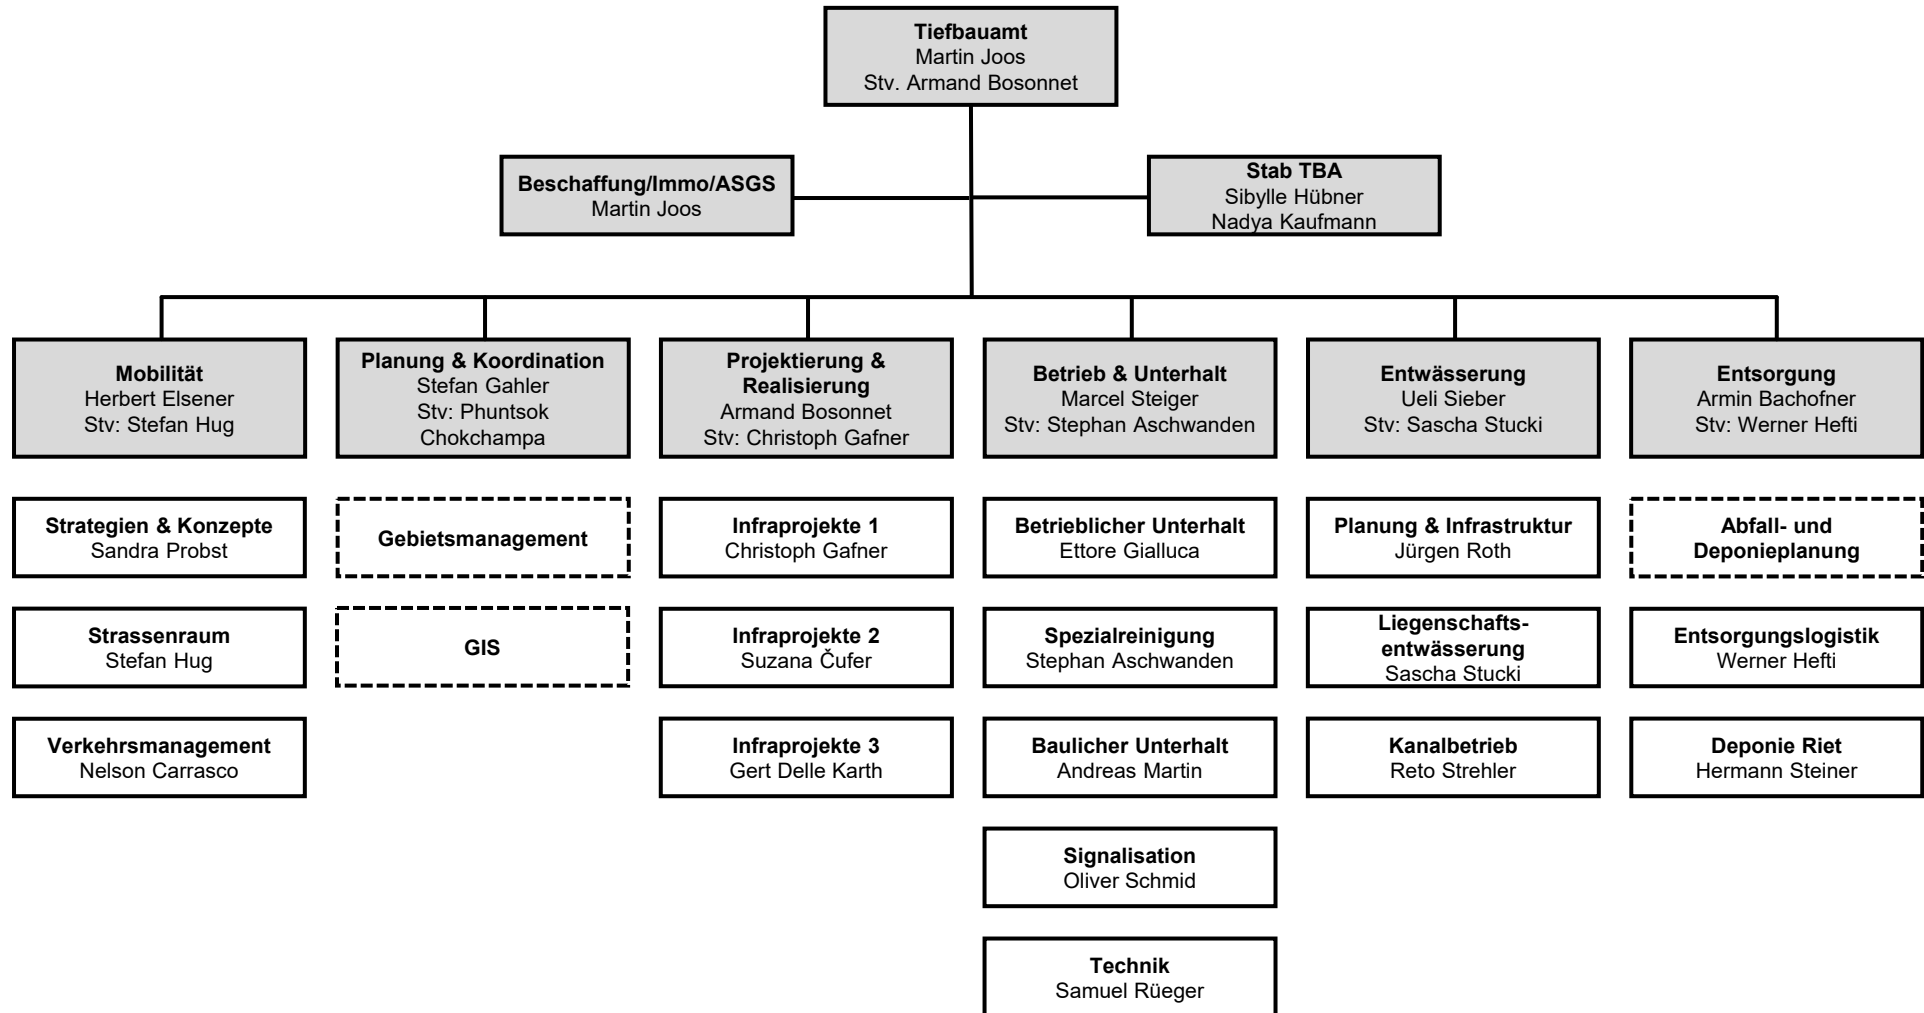 Tiefbauamt
Martin Joos
Stv. Armand Bosonnet
Beschaffung/Immo/ASGS
Martin Joos
Stab TBA
Sibylle Hübner
Nadya Kaufmann
Mobilität
Herbert Elsener
Stv: Stefan Hug
Planung & Koordination
Stefan Gahler
Stv: Phuntsok
Chokchampa
Projektierung &
Realisierung
Armand Bosonnet
Stv: Christoph Gafner
Betrieb & Unterhalt
Marcel Steiger
Stv: Stephan Aschwanden
Entwässerung
Ueli Sieber
Stv: Sascha Stucki
Entsorgung
Armin Bachofner
Stv: Werner Hefti
Strategien & Konzepte
Sandra Probst
Gebietsmanagement
Infraprojekte 1
Christoph Gafner
Betrieblicher Unterhalt
Ettore Gialluca
Planung & Infrastruktur
Jürgen Roth
Abfall- und
Deponieplanung
Strassenraum
Stefan Hug
GIS
Infraprojekte 2
Suzana Čufer
Spezialreinigung
Stephan Aschwanden
Liegenschafts-
entwässerung
Sascha Stucki
Entsorgungslogistik
Werner Hefti
Verkehrsmanagement
Nelson Carrasco
Infraprojekte 3
Gert Delle Karth
Baulicher Unterhalt
Andreas Martin
Kanalbetrieb
Reto Strehler
Deponie Riet
Hermann Steiner
Signalisation
Oliver Schmid
Technik
Samuel Rüeger